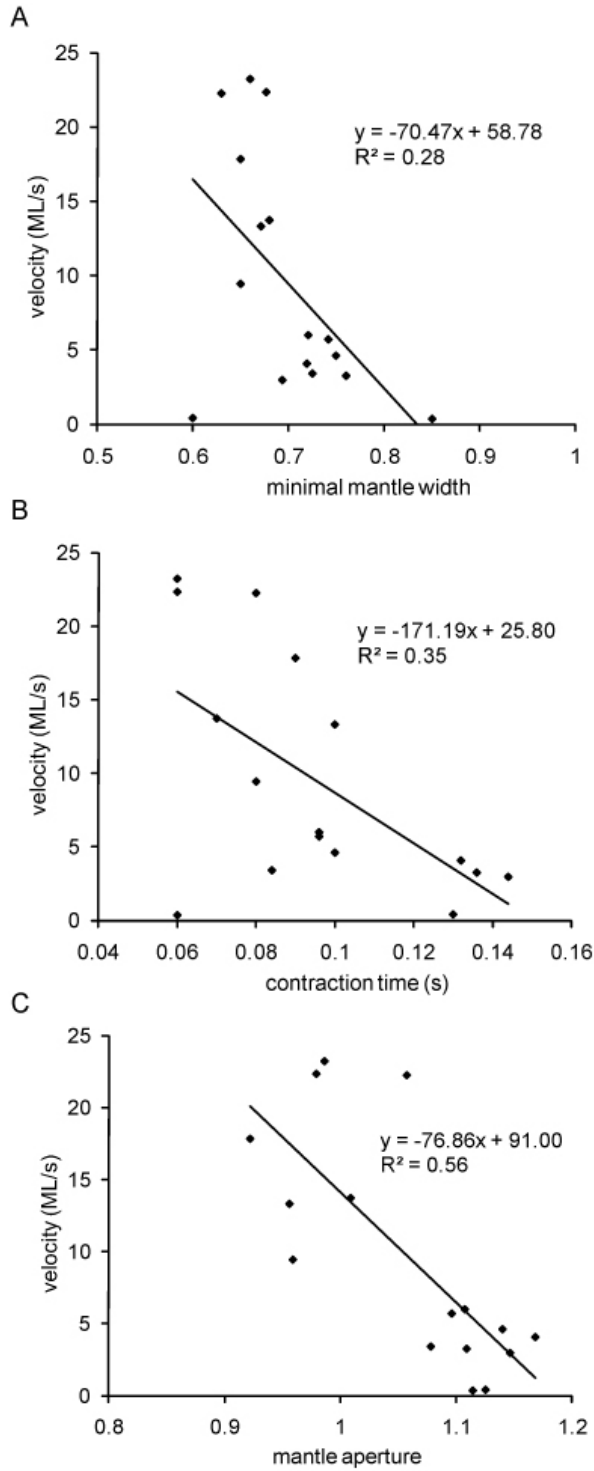 A
25
20
15
10
5
0
velocity (ML/s)
y = -70.47x + 58.78
R² = 0.28
0.5 0.6 0.7 0.8 0.9 1
minimal mantle width
B
25
20
15
10
5
0
velocity (ML/s)
y = -171.19x + 25.80
R² = 0.35
0.04 0.06 0.08 0.1 0.12 0.14 0.16
contraction time (s)
C
25
20
15
10
5
0
velocity (ML/s)
y = -76.86x + 91.00
R² = 0.56
0.8 0.9 1 1.1 1.2
mantle aperture